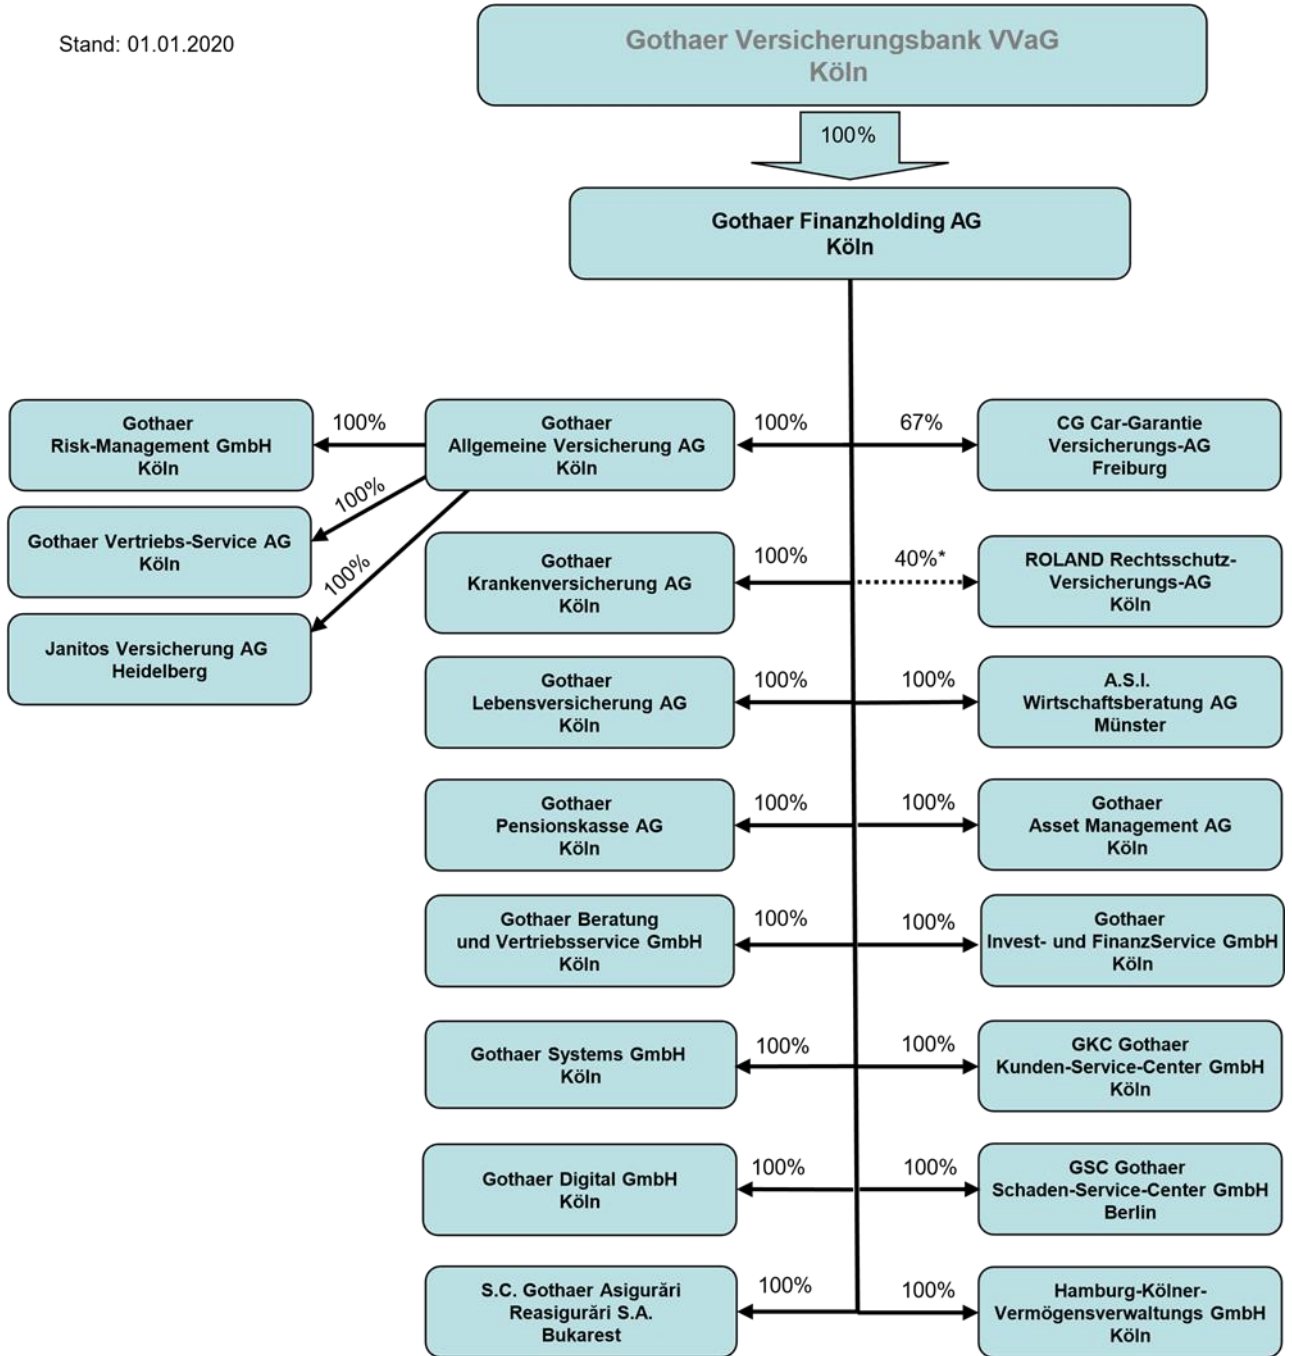 Stand: 01.01.2020
Gothaer Versicherungsbank VVaG
Köln
100%
Gothaer Finanzholding AG
Köln
Gothaer
Risk-Management GmbH
Köln
100%
Gothaer
Allgemeine Versicherung AG
Köln
100%
67%
CG Car-Garantie
Versicherungs-AG
Freiburg
100%
Gothaer Vertriebs-Service AG
Köln
100%
Janitos Versicherung AG
Heidelberg
Gothaer
Krankenversicherung AG
Köln
100%
40%*
ROLAND Rechtsschutz-
Versicherungs-AG
Köln
Gothaer
Lebensversicherung AG
Köln
100%
100%
A.S.I.
Wirtschaftsberatung AG
Münster
Gothaer
Pensionskasse AG
Köln
100%
100%
Gothaer
Asset Management AG
Köln
Gothaer Beratung
und Vertriebsservice GmbH
Köln
100%
100%
Gothaer
Invest- und FinanzService GmbH
Köln
Gothaer Systems GmbH
Köln
100%
100%
GKC Gothaer
Kunden-Service-Center GmbH
Köln
Gothaer Digital GmbH
Köln
100%
100%
GSC Gothaer
Schaden-Service-Center GmbH
Berlin
S.C. Gothaer Asigurări
Reasigurări S.A.
Bukarest
100%
100%
Hamburg-Kölner-
Vermögensverwaltungs GmbH
Köln